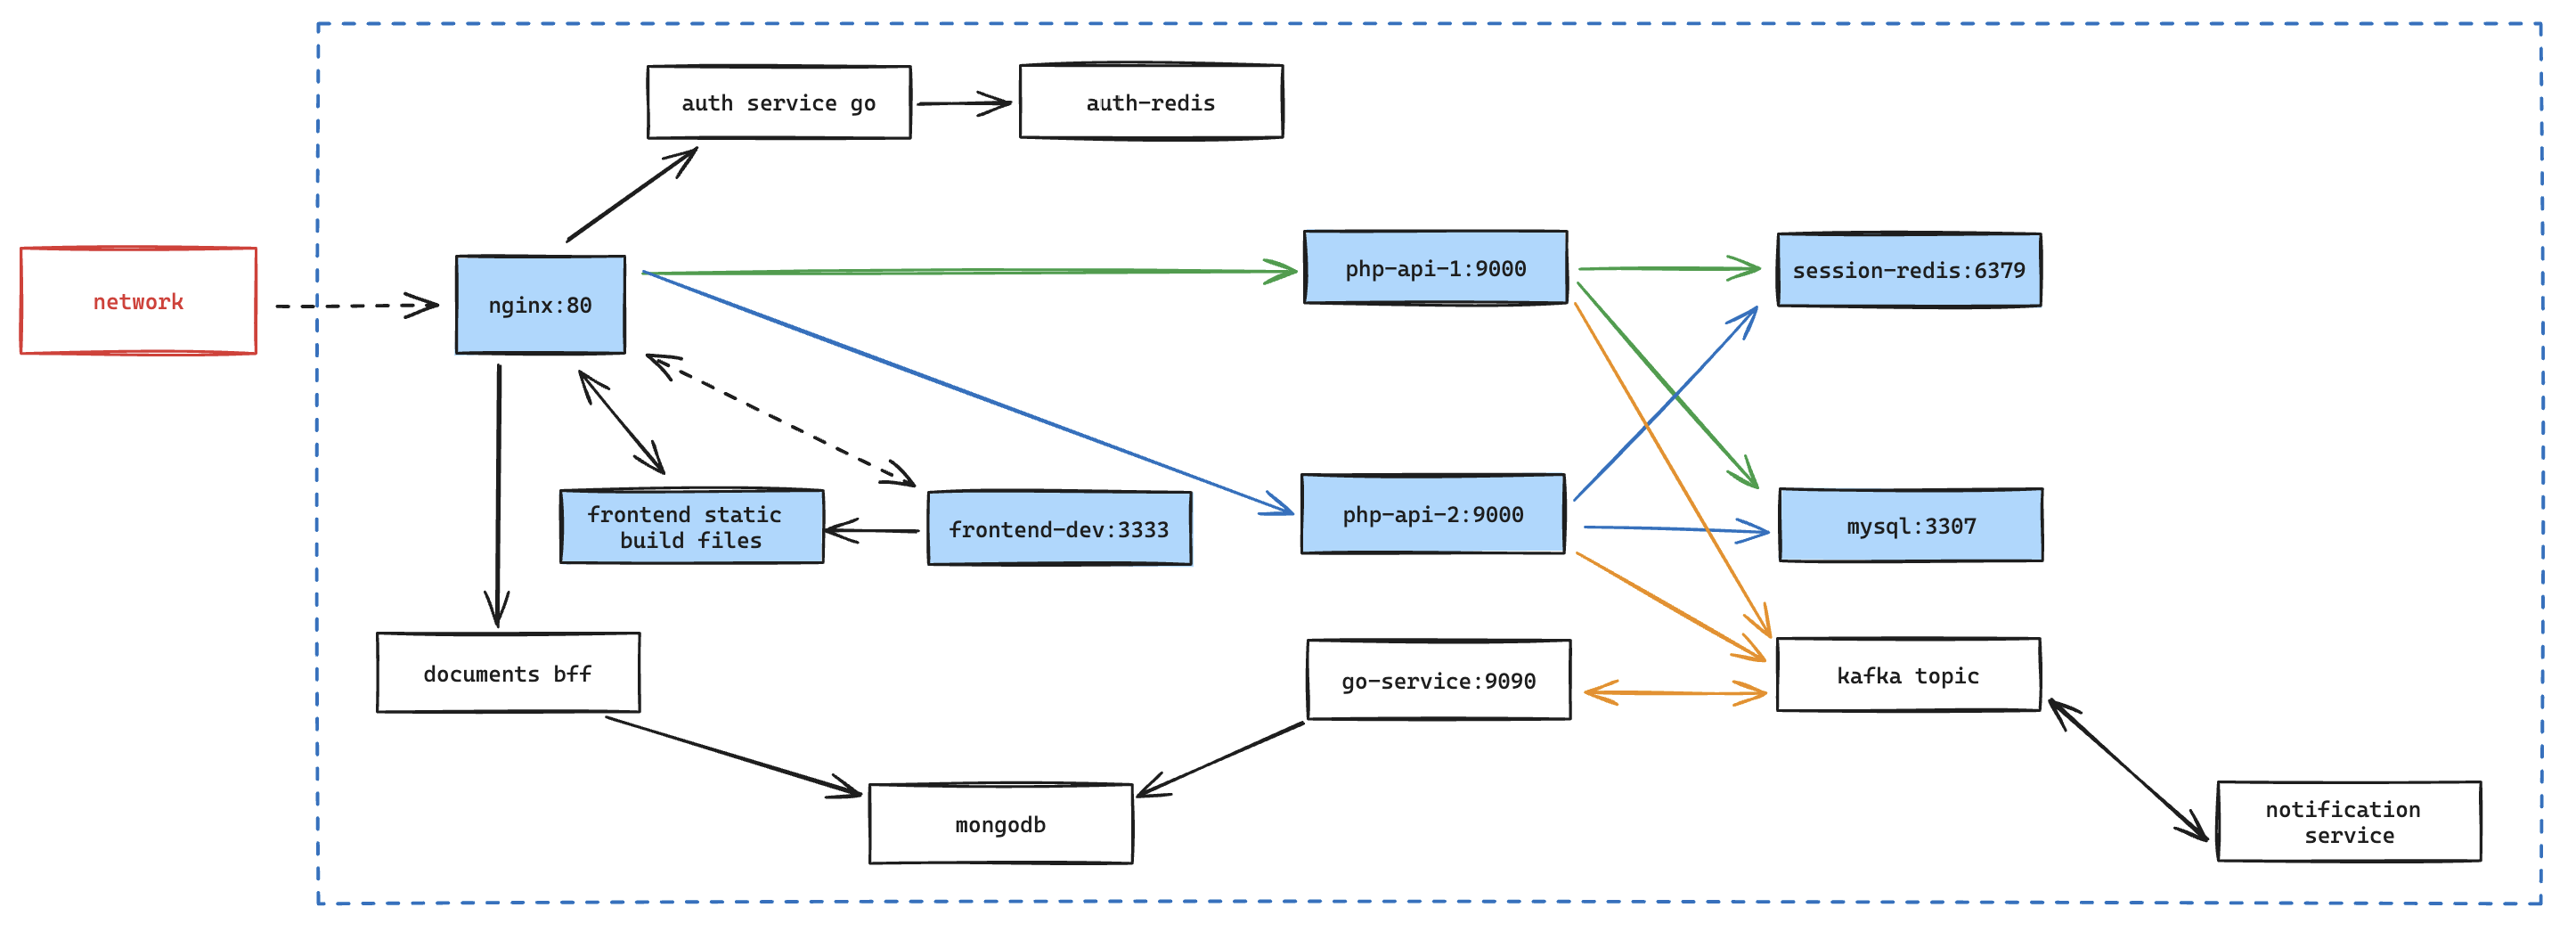 auth service go
auth-redis
network
nginx:80
php-api-1:9000
session-redis:6379
frontend static
build files
frontend-dev:3333
php-api-2:9000
mysql:3307
documents bff
go-service:9090
kafka topic
mongodb
notification
service